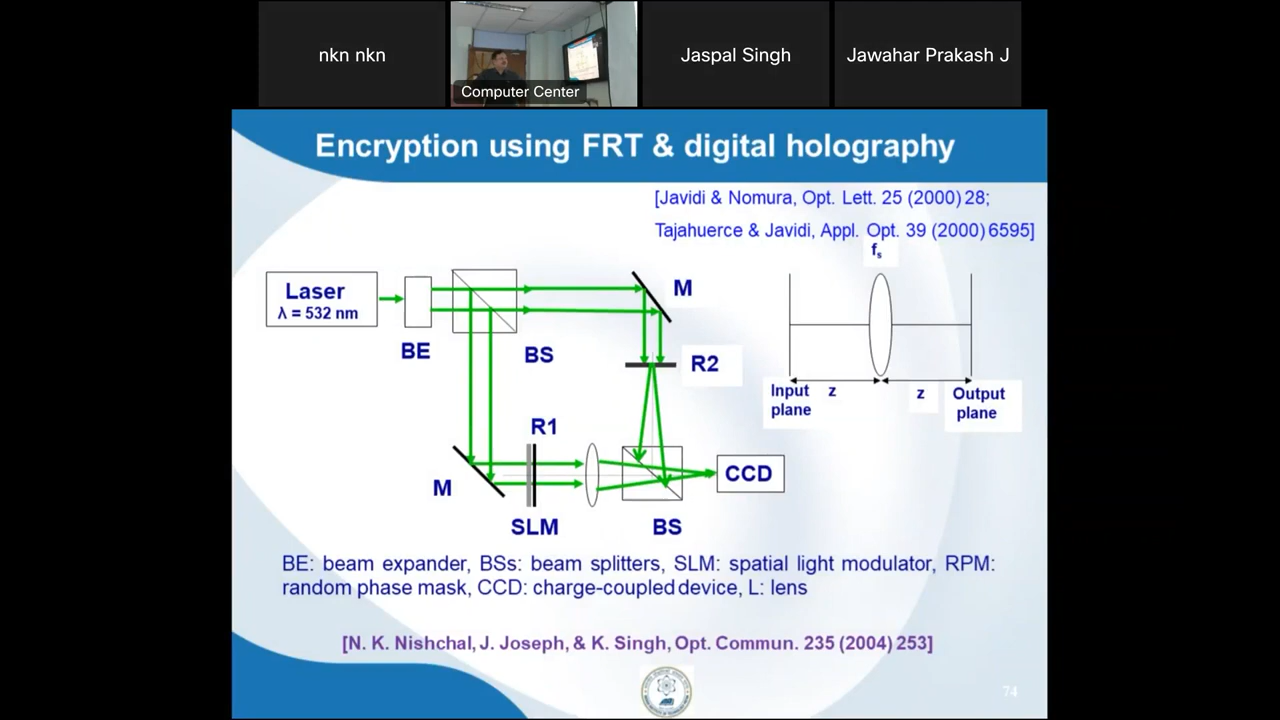 nkn nkn
Computer Center
Jaspal Singh
Jawahar Prakash J
Encryption using FRT & digital holography
[Javidi & Nomura, Opt. Lett. 25 (2000) 28;
Tajahuerce & Javidi, Appl. Opt. 39 (2000) 6595]
fs
Laser
λ = 532 nm
BE
BS
M
R2
Input plane
z
z
Output plane
R1
M
SLM
BS
CCD
BE: beam expander, BSs: beam splitters, SLM: spatial light modulator, RPM:
random phase mask, CCD: charge-coupled device, L: lens
[N. K. Nishchal, J. Joseph, & K. Singh, Opt. Commun. 235 (2004) 253]
74